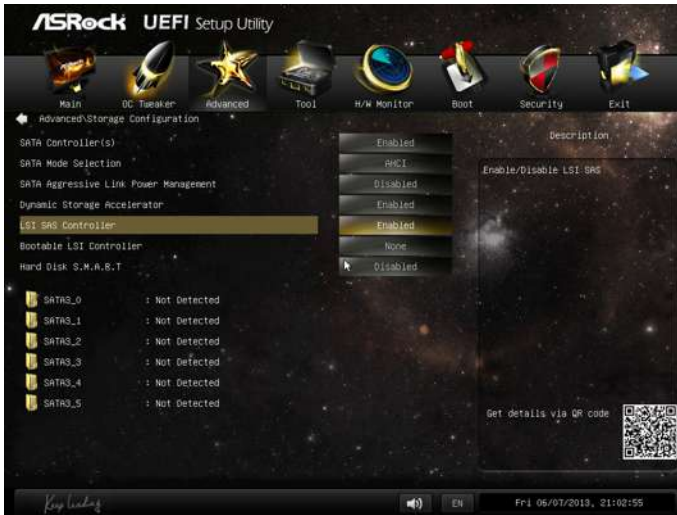 ASRock UEFI Setup Utility
Main OC Tweaker Advanced Tool H/W Monitor Boot Security Exit
Advanced\Storage Configuration
Description
SATA Controller(s) Enabled
SATA Mode Selection AHCI
Enable/Disable LSI SAS
SATA Aggressive Link Power Management Disabled
Dynamic Storage Accelerator Enabled
LSI SAS Controller Enabled
Bootable LSI Controller None
Hard Disk S.M.A.R.T Disabled
SATA3_0 : Not Detected
SATA3_1 : Not Detected
SATA3_2 : Not Detected
SATA3_3 : Not Detected
SATA3_4 : Not Detected
SATA3_5 : Not Detected
Get details via QR code
Keep Leading
EN
Fri 06/07/2013, 21:02:55